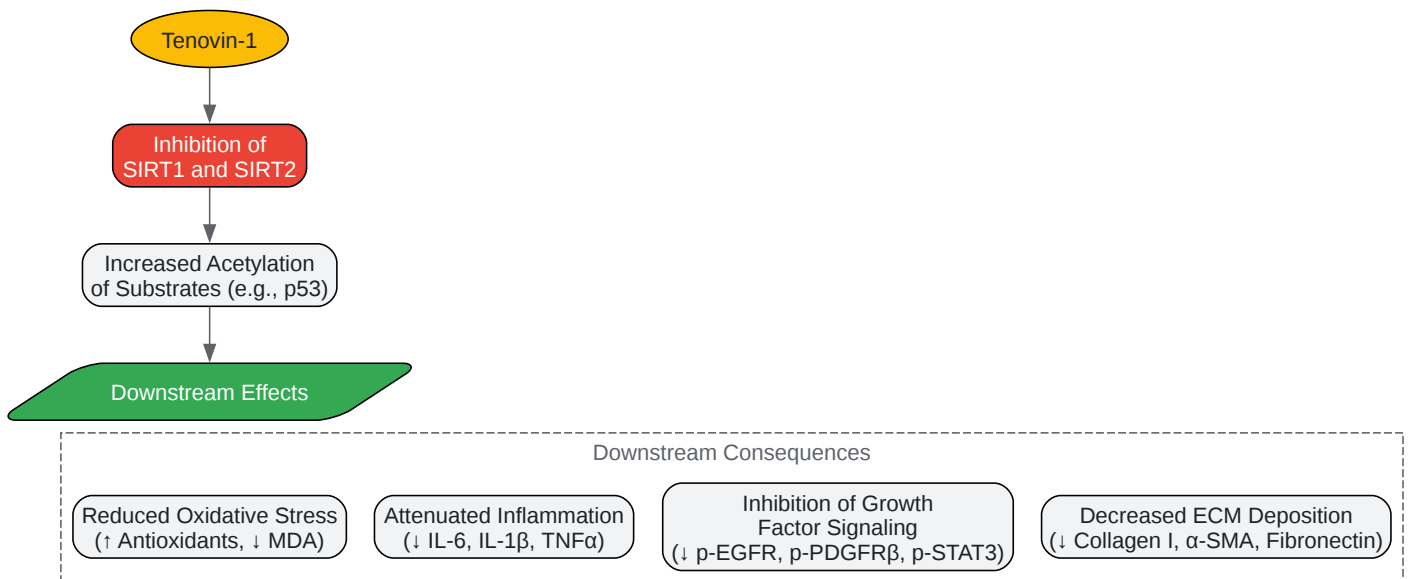 Tenovin-1
Inhibition of
SIRT1 and SIRT2
Increased Acetylation
of Substrates (e.g., p53)
Downstream Effects
Downstream Consequences
Reduced Oxidative Stress
(↑ Antioxidants, ↓ MDA)
Attenuated Inflammation
(↓ IL-6, IL-1β, TNFα)
Inhibition of Growth
Factor Signaling
(↓ p-EGFR, p-PDGFRβ, p-STAT3)
Decreased ECM Deposition
(↓ Collagen I, α-SMA, Fibronectin)